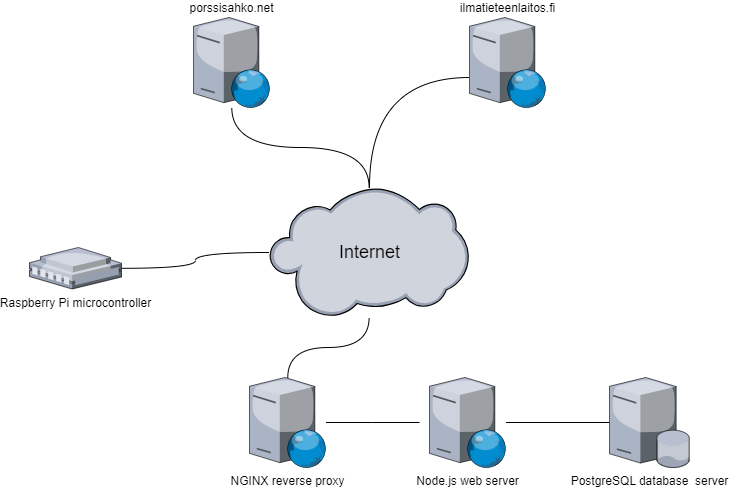 porssisahko.net
ilmatieteenlaitos.fi
Internet
Raspberry Pi microcontroller
NGINX reverse proxy
Node.js web server
PostgreSQL database  server